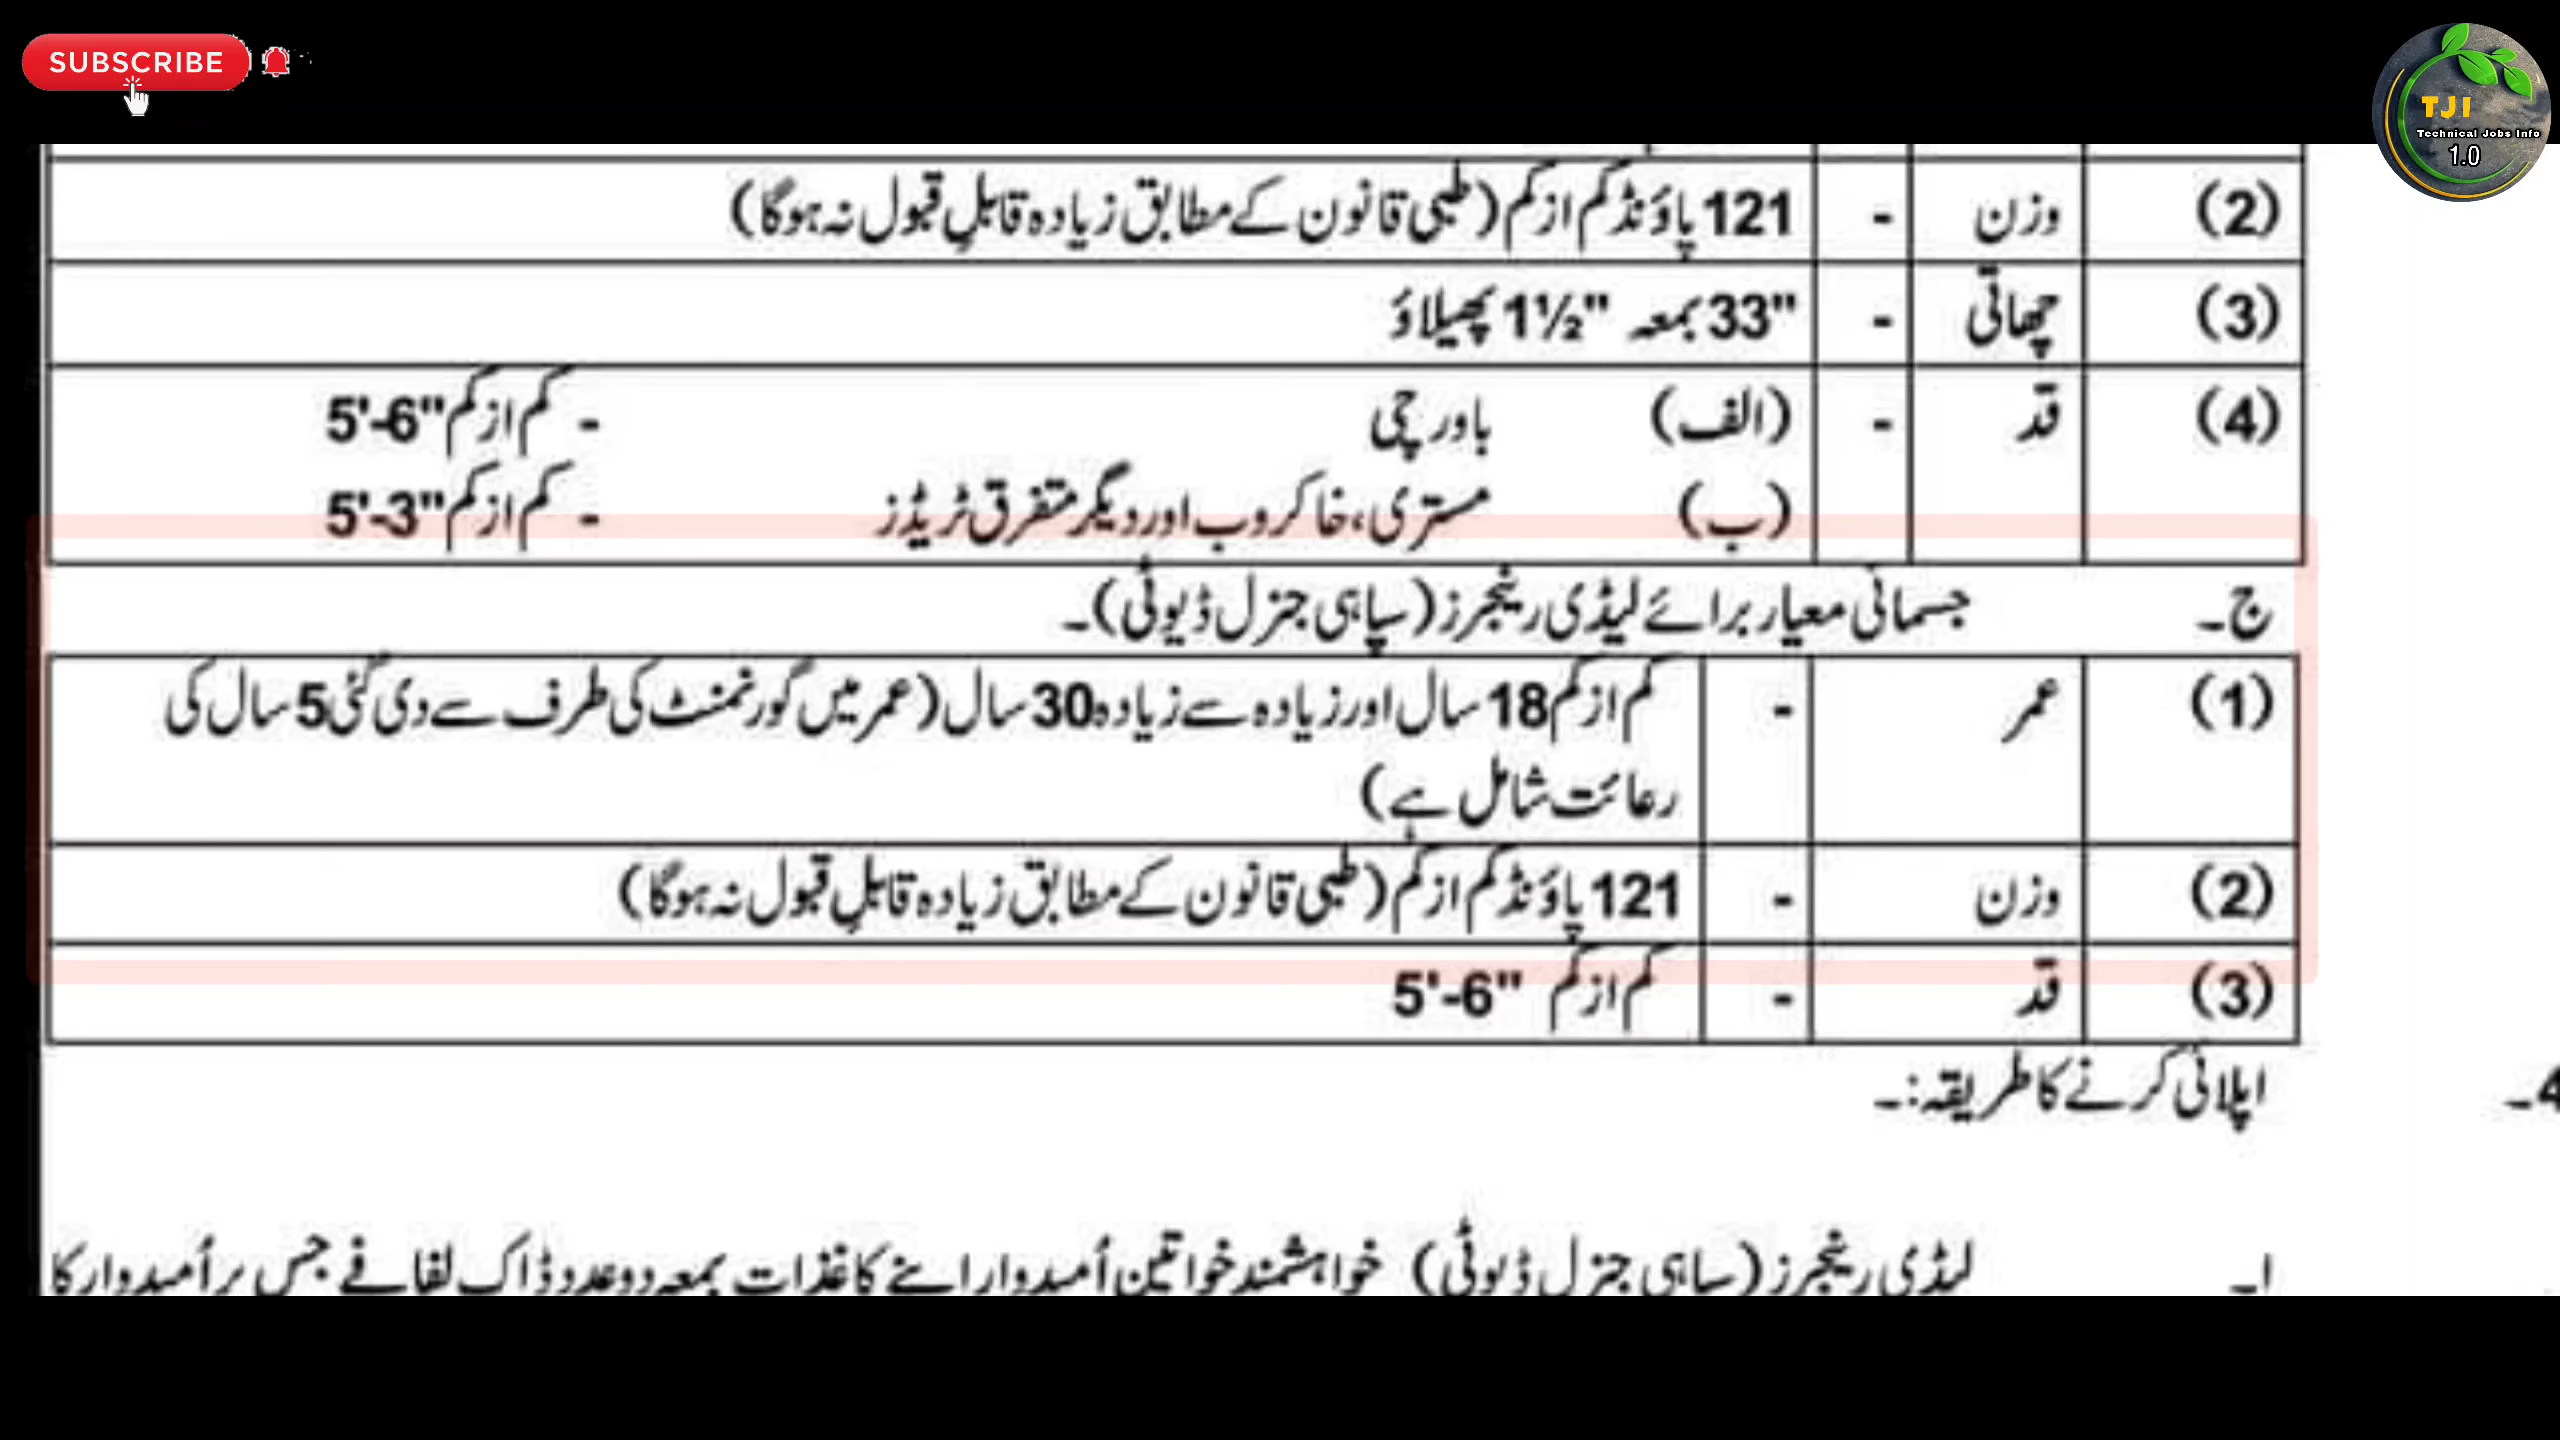 SUBSCRIBE
TJI
Technical Jobs Info
1.0
(2) وزن - 121 پاؤنڈ کم از کم (طبی قانون کے مطابق زیادہ قابلِ قبول نہ ہوگا)
(3) چھاتی - 33" بمعہ 1½" پھیلاؤ
(4) قد - (الف) باورچی - کم از کم 5'-6"
(ب) مستری، خاکروب اور دیگر متفرق ٹریڈز - کم از کم 5'-3"
ج۔ جسمانی معیار برائے لیڈی رینجرز (سپاہی جنرل ڈیوٹی)۔
(1) عمر - کم از کم 18 سال اور زیادہ سے زیادہ 30 سال (عمر میں گورنمنٹ کی طرف سے دی گئی 5 سال کی
رعائت شامل ہے)
(2) وزن - 121 پاؤنڈ کم از کم (طبی قانون کے مطابق زیادہ قابلِ قبول نہ ہوگا)
(3) قد - کم از کم 5'-6"
4۔ اپلائی کرنے کا طریقہ:۔
ا۔ لیڈی رینجرز (سپاہی جنرل ڈیوٹی) خواہشمند خواتین اُمیدوار اپنے کاغذات بمعہ دو عدد ڈاک لفافے جس پر اُمیدوار کا